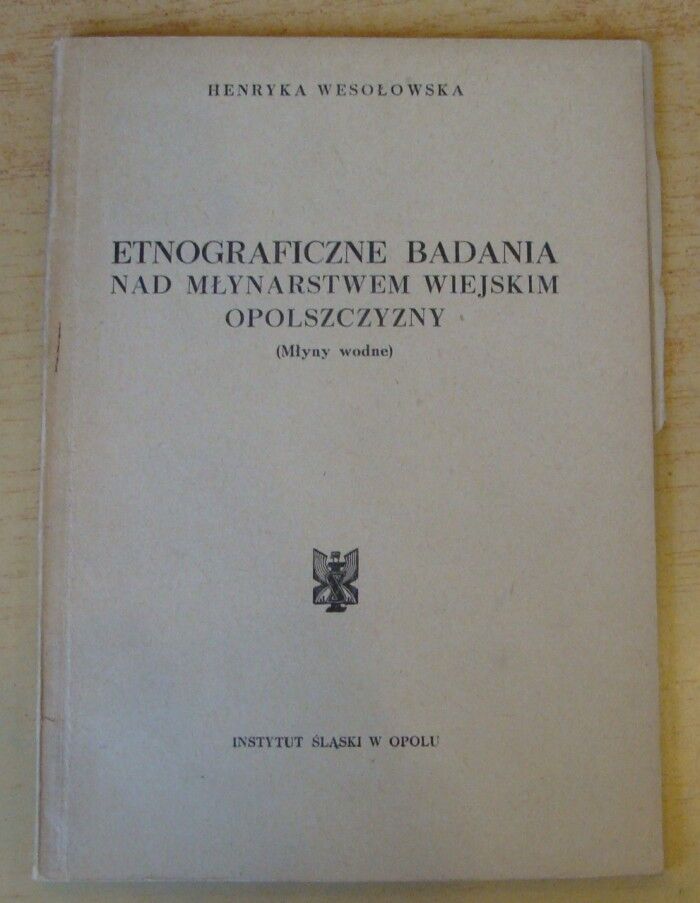 HENRYKA WESOŁOWSKA
ETNOGRAFICZNE BADANIA
NAD MŁYNARSTWEM WIEJSKIM
OPOLSZCZYZNY
(Młyny wodne)
INSTYTUT ŚLĄSKI W OPOLU